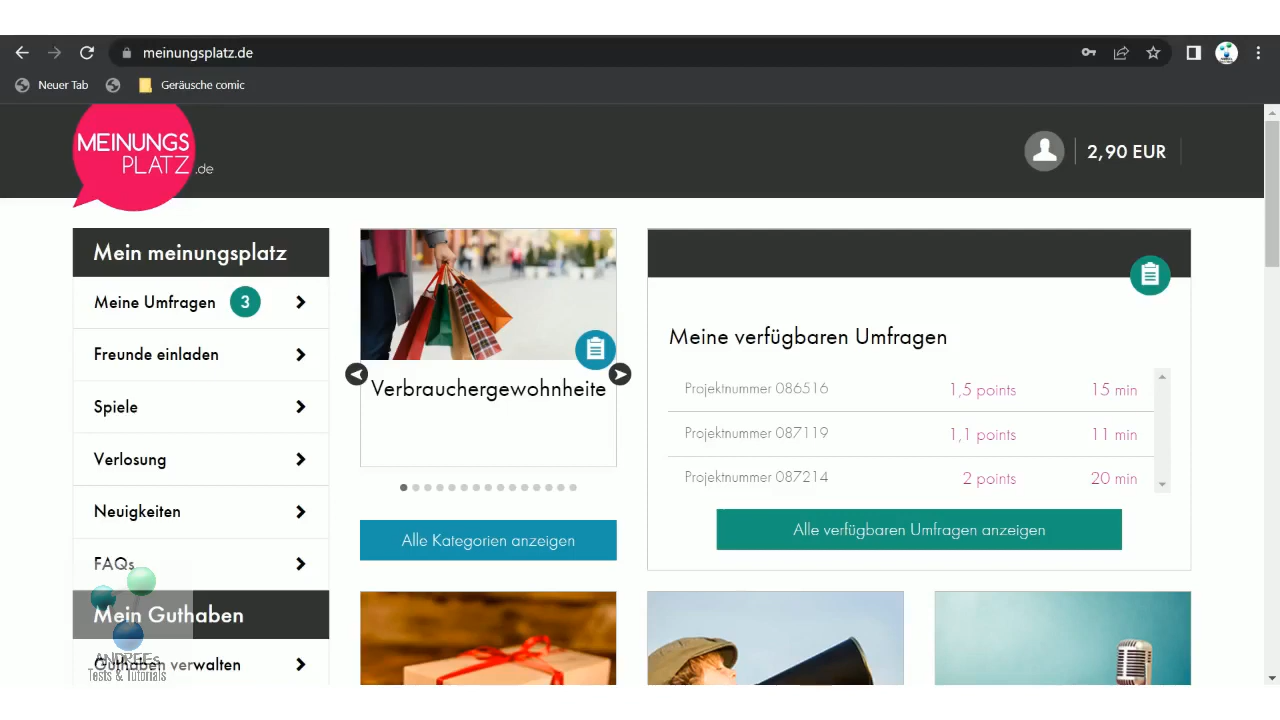 meinungsplatz.de
Neuer Tab
Geräusche comic
MEINUNGS
PLATZ.de
2,90 EUR
Mein meinungsplatz
Meine Umfragen 3
Freunde einladen
Spiele
Verlosung
Neuigkeiten
FAQs
Mein Guthaben
Guthaben verwalten
ANDREEs
Tests & Tutorials
Verbrauchergewohnheite
Alle Kategorien anzeigen
Meine verfügbaren Umfragen
Projektnummer 086516 1,5 points 15 min
Projektnummer 087119 1,1 points 11 min
Projektnummer 087214 2 points 20 min
Alle verfügbaren Umfragen anzeigen